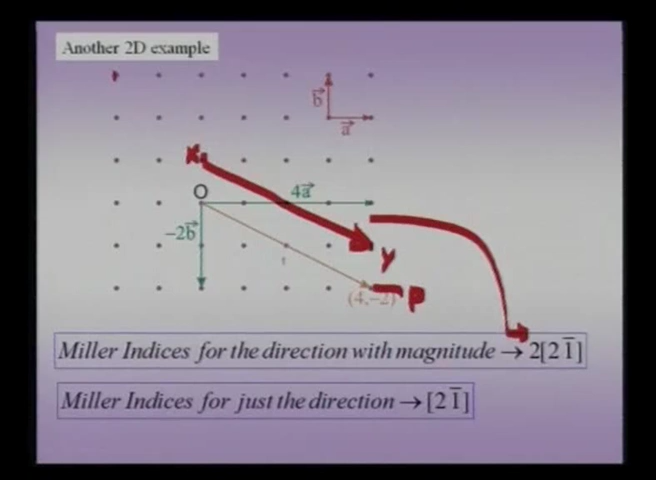 Another 2D example
b⃗
a⃗
X
O
4a⃗
-2b⃗
Y
(4,-2)
P
Miller Indices for the direction with magnitude → 2[2 1̅]
Miller Indices for just the direction → [2 1̅]